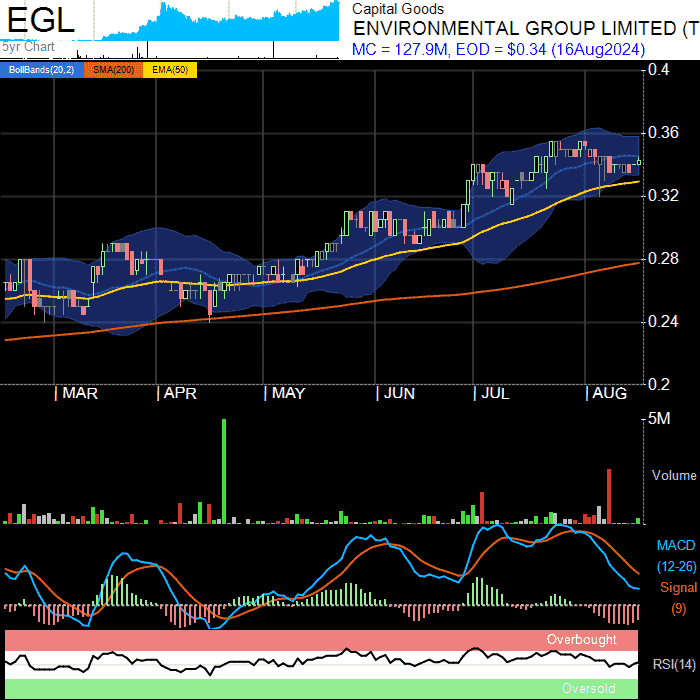 EGL
5yr Chart
Capital Goods
ENVIRONMENTAL GROUP LIMITED (T
MC = 127.9M, EOD = $0.34 (16Aug2024)
BollBands(20,2) SMA(200) EMA(50)
0.4
0.36
0.32
0.28
0.24
0.2
MAR APR MAY JUN JUL AUG
5M
Volume
MACD
(12-26)
Signal
(9)
Overbought
RSI(14)
Oversold